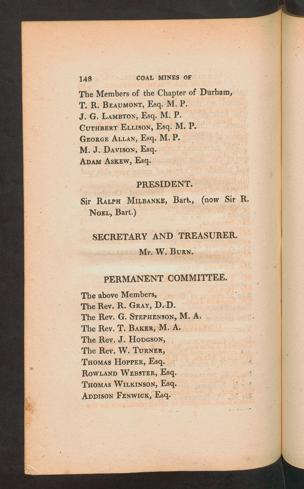 148 COAL MINES OF
The Members of the Chapter of Durham,
T. R. BEAUMONT, Esq. M. P.
J. G. LAMBTON, Esq. M. P.
CUTHBERT ELLISON, Esq. M. P.
GEORGE ALLAN, Esq. M. P.
M. J. DAVISON, Esq.
ADAM ASKEW, Esq.
PRESIDENT.
Sir RALPH MILBANKE, Bart., (now Sir R.
NOEL, Bart.)
SECRETARY AND TREASURER.
Mr. W. BURN.
PERMANENT COMMITTEE.
The above Members,
The Rev. R. GRAY, D.D.
The Rev. G. STEPHENSON, M. A.
The Rev. T. BAKER, M. A.
The Rev. J. HODGSON,
The Rev. W. TURNER,
THOMAS HOPPER, Esq.
ROWLAND WEBSTER, Esq.
THOMAS WILKINSON, Esq.
ADDISON FENWICK, Esq.